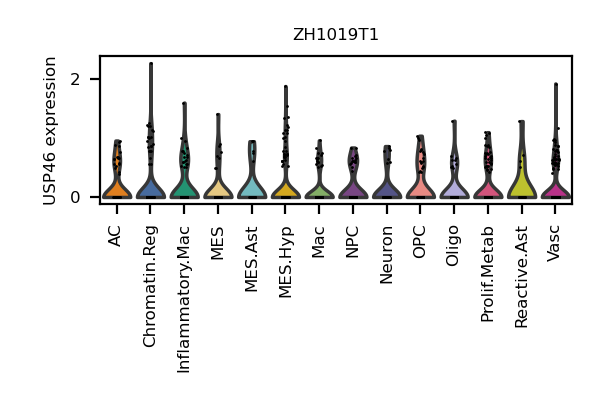 ZH1019T1
USP46 expression
2
0
AC
Chromatin.Reg
Inflammatory.Mac
MES
MES.Ast
MES.Hyp
Mac
NPC
Neuron
OPC
Oligo
Prolif.Metab
Reactive.Ast
Vasc